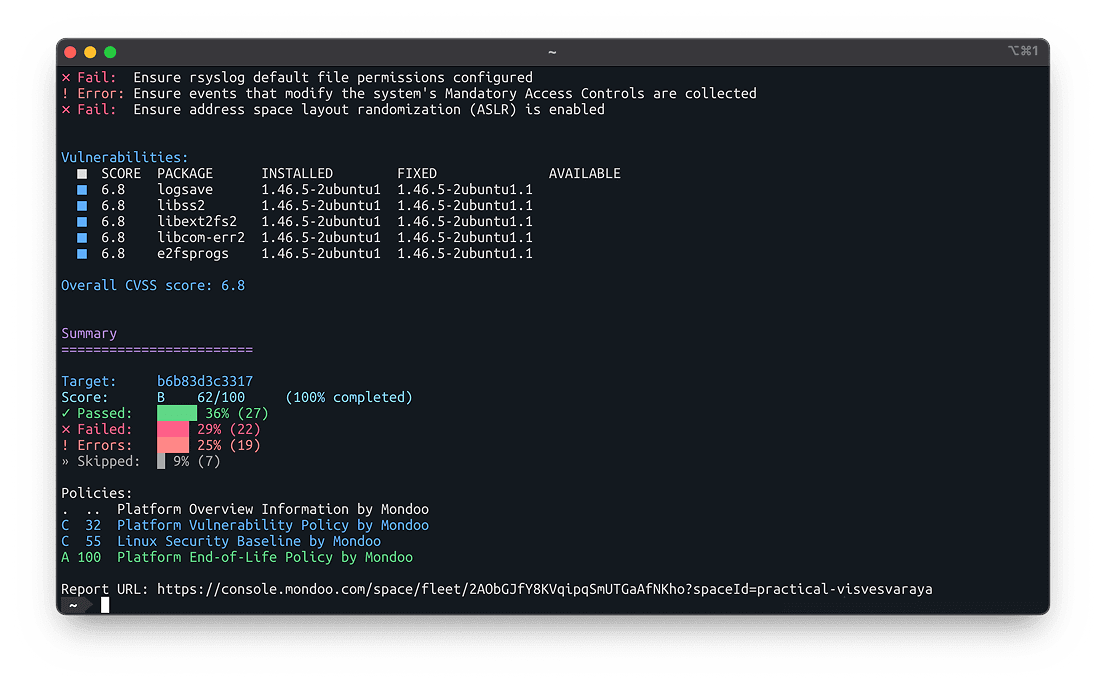 ~ ⌥⌘1
× Fail:  Ensure rsyslog default file permissions configured
! Error: Ensure events that modify the system's Mandatory Access Controls are collected
× Fail:  Ensure address space layout randomization (ASLR) is enabled
Vulnerabilities:
■ SCORE  PACKAGE      INSTALLED        FIXED              AVAILABLE
■ 6.8    logsave      1.46.5-2ubuntu1  1.46.5-2ubuntu1.1
■ 6.8    libss2       1.46.5-2ubuntu1  1.46.5-2ubuntu1.1
■ 6.8    libext2fs2   1.46.5-2ubuntu1  1.46.5-2ubuntu1.1
■ 6.8    libcom-err2  1.46.5-2ubuntu1  1.46.5-2ubuntu1.1
■ 6.8    e2fsprogs    1.46.5-2ubuntu1  1.46.5-2ubuntu1.1
Overall CVSS score: 6.8
Summary
========================
Target:     b6b83d3c3317
Score:      B    62/100     (100% completed)
✓ Passed:   36% (27)
× Failed:   29% (22)
! Errors:   25% (19)
» Skipped:  9% (7)
Policies:
.  ..  Platform Overview Information by Mondoo
C  32  Platform Vulnerability Policy by Mondoo
C  55  Linux Security Baseline by Mondoo
A 100  Platform End-of-Life Policy by Mondoo
Report URL: https://console.mondoo.com/space/fleet/2AObGJfY8KVqipqSmUTGaAfNKho?spaceId=practical-visvesvaraya
~